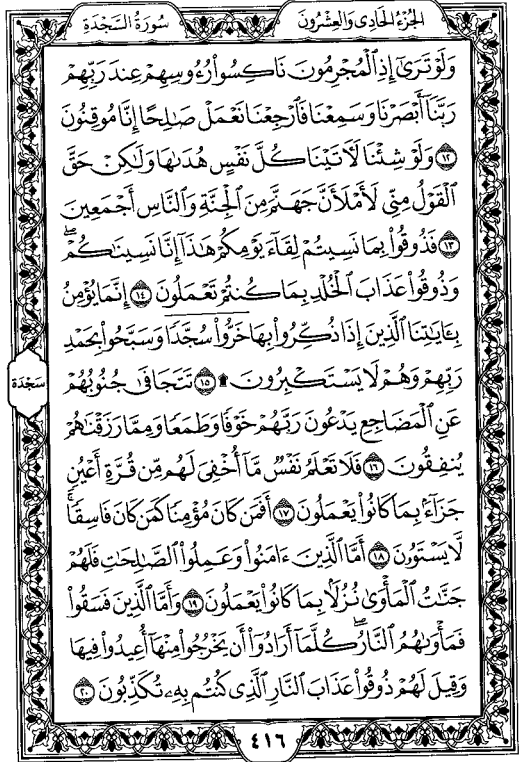 سُورَةُ السَّجْدَةِ
الجُزْءُ الحَادِي وَالعِشْرُونَ
وَلَوْ تَرَىٰٓ إِذِ ٱلْمُجْرِمُونَ نَاكِسُوا۟ رُءُوسِهِمْ عِندَ رَبِّهِمْ
رَبَّنَآ أَبْصَرْنَا وَسَمِعْنَا فَٱرْجِعْنَا نَعْمَلْ صَـٰلِحًا إِنَّا مُوقِنُونَ
١٢ وَلَوْ شِئْنَا لَـَٔاتَيْنَا كُلَّ نَفْسٍ هُدَىٰهَا وَلَـٰكِنْ حَقَّ
ٱلْقَوْلُ مِنِّى لَأَمْلَأَنَّ جَهَنَّمَ مِنَ ٱلْجِنَّةِ وَٱلنَّاسِ أَجْمَعِينَ
١٣ فَذُوقُوا۟ بِمَا نَسِيتُمْ لِقَآءَ يَوْمِكُمْ هَـٰذَآ إِنَّا نَسِينَـٰكُمْ ۖ
وَذُوقُوا۟ عَذَابَ ٱلْخُلْدِ بِمَا كُنتُمْ تَعْمَلُونَ ١٤ إِنَّمَا يُؤْمِنُ
بِـَٔايَـٰتِنَا ٱلَّذِينَ إِذَا ذُكِّرُوا۟ بِهَا خَرُّوا۟ سُجَّدًا وَسَبَّحُوا۟ بِحَمْدِ
رَبِّهِمْ وَهُمْ لَا يَسْتَكْبِرُونَ ۩ ١٥ تَتَجَافَىٰ جُنُوبُهُمْ
سَجْدَة
عَنِ ٱلْمَضَاجِعِ يَدْعُونَ رَبَّهُمْ خَوْفًا وَطَمَعًا وَمِمَّا رَزَقْنَـٰهُمْ
يُنفِقُونَ ١٦ فَلَا تَعْلَمُ نَفْسٌ مَّآ أُخْفِىَ لَهُم مِّن قُرَّةِ أَعْيُنٍ
جَزَآءًۢ بِمَا كَانُوا۟ يَعْمَلُونَ ١٧ أَفَمَن كَانَ مُؤْمِنًا كَمَن كَانَ فَاسِقًا ۚ
لَّا يَسْتَوُۥنَ ١٨ أَمَّا ٱلَّذِينَ ءَامَنُوا۟ وَعَمِلُوا۟ ٱلصَّـٰلِحَـٰتِ فَلَهُمْ
جَنَّـٰتُ ٱلْمَأْوَىٰ نُزُلًۢا بِمَا كَانُوا۟ يَعْمَلُونَ ١٩ وَأَمَّا ٱلَّذِينَ فَسَقُوا۟
فَمَأْوَىٰهُمُ ٱلنَّارُ ۖ كُلَّمَآ أَرَادُوٓا۟ أَن يَخْرُجُوا۟ مِنْهَآ أُعِيدُوا۟ فِيهَا
وَقِيلَ لَهُمْ ذُوقُوا۟ عَذَابَ ٱلنَّارِ ٱلَّذِى كُنتُم بِهِۦ تُكَذِّبُونَ ٢٠
٤١٦